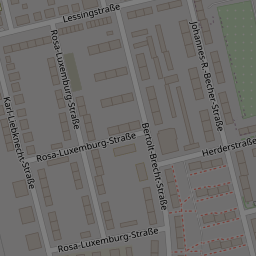 Lessingstraße
Rosa-Luxemburg-Straße
Johannes-R.-Becher-Straße
Karl-Liebknecht-Straße
Bertolt-Brecht-Straße
Rosa-Luxemburg-Straße
Herderstraße
Rosa-Luxemburg-Straße